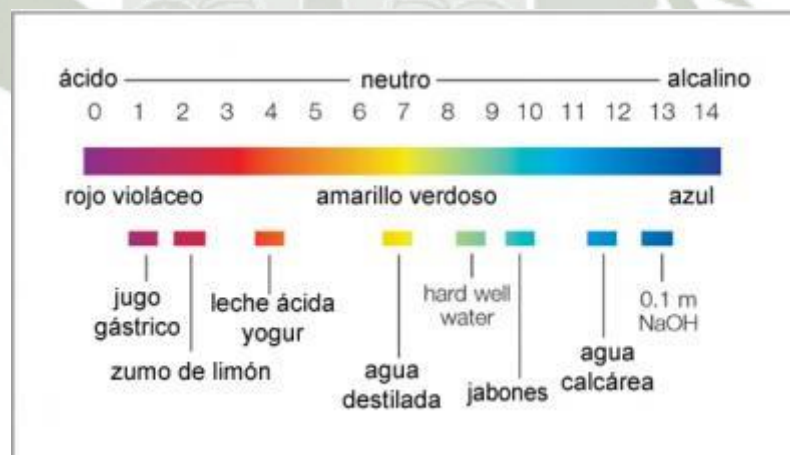 ácido neutro alcalino
0 1 2 3 4 5 6 7 8 9 10 11 12 13 14
rojo violáceo amarillo verdoso azul
jugo
gástrico
zumo de limón
leche ácida
yogur
agua
destilada
hard well
water
jabones
agua
calcárea
0.1 m
NaOH